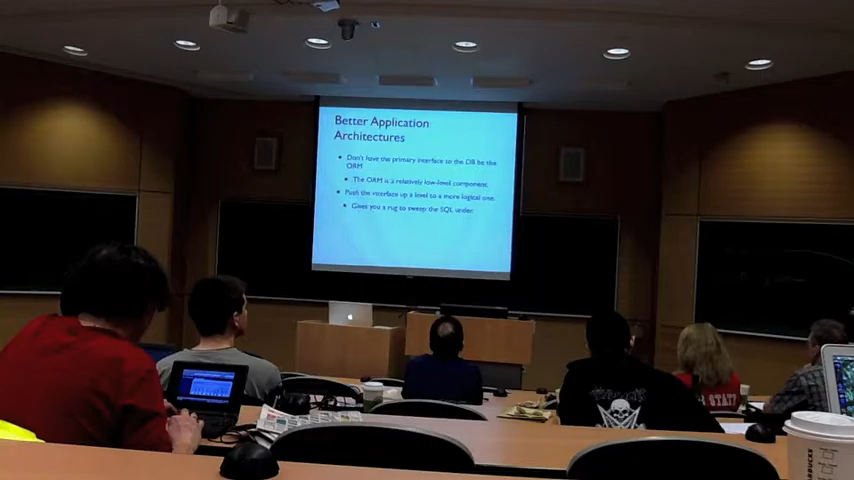 Better Application
Architectures
• Don't have the primary interface to the DB be the
ORM
• The ORM is a relatively low-level component.
• Push the interface up a level to a more logical one.
• Gives you a rug to sweep the SQL under.
STATE